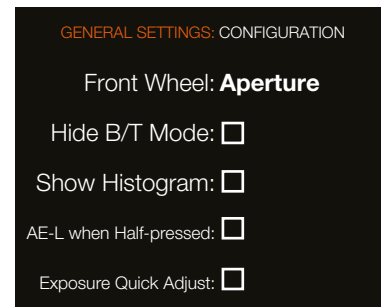 GENERAL SETTINGS: CONFIGURATION
Front Wheel: Aperture
Hide B/T Mode:
Show Histogram:
AE-L when Half-pressed:
Exposure Quick Adjust: